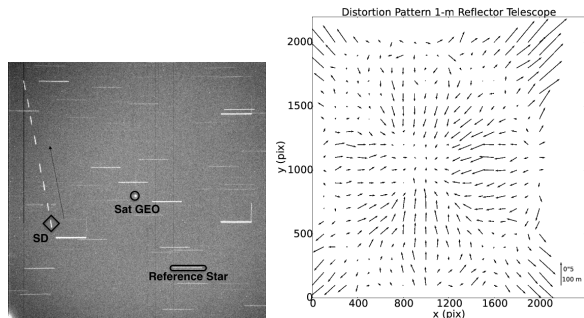 Sat GEO
SD
Reference Star
Distortion Pattern 1-m Reflector Telescope
y (pix)
2000
1500
1000
500
0
0"5
100 m
0 400 800 1200 1600 2000
x (pix)